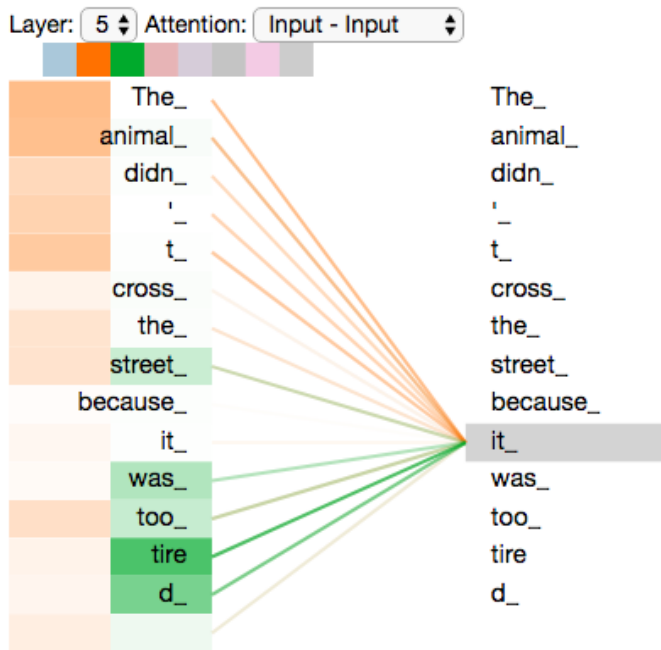 Layer: 5 Attention: Input - Input
The_ The_
animal_ animal_
didn_ didn_
'_ '_
t_ t_
cross_ cross_
the_ the_
street_ street_
because_ because_
it_ it_
was_ was_
too_ too_
tire tire
d_ d_